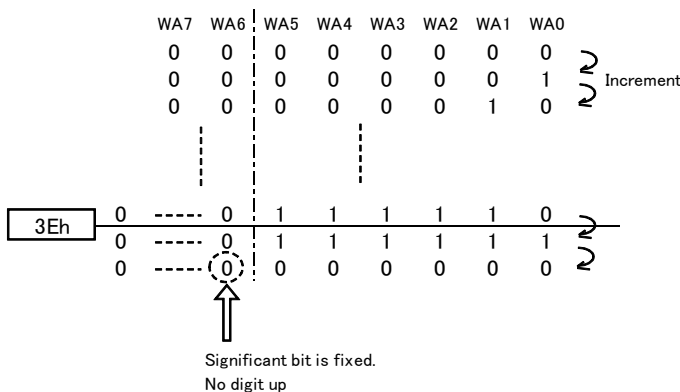 WA7 WA6 WA5 WA4 WA3 WA2 WA1 WA0
0 0 0 0 0 0 0 0
0 0 0 0 0 0 0 1
Increment
0 0 0 0 0 0 1 0
0 ----- 0 1 1 1 1 1 0
3Eh
0 ----- 0 1 1 1 1 1 1
0 ----- 0 0 0 0 0 0 0
Significant bit is fixed.
No digit up